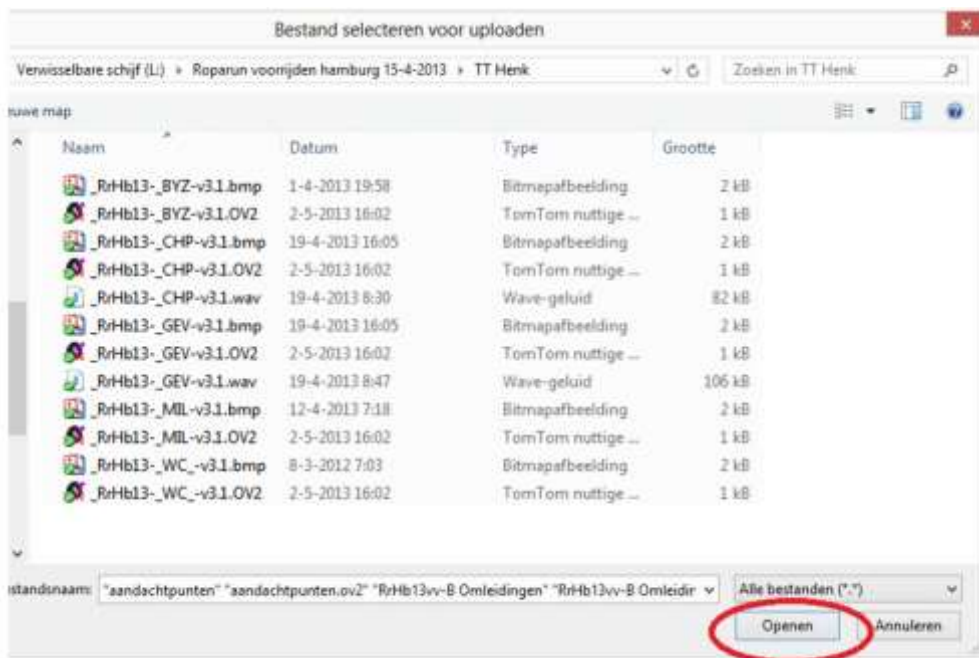 Bestand selecteren voor uploaden
Verwisselbare schijf (L:) Roparun voorrijden hamburg 15-4-2013 TT Henk Zoeken in TT Henk
euwe map
Naam Datum Type Grootte
_RrHb13-_BYZ-v3.1.bmp 1-4-2013 19:58 Bitmapafbeelding 2 kB
_RrHb13-_BYZ-v3.1.OV2 2-5-2013 16:02 TomTom nuttige ... 1 kB
_RrHb13-_CHP-v3.1.bmp 19-4-2013 16:05 Bitmapafbeelding 2 kB
_RrHb13-_CHP-v3.1.OV2 2-5-2013 16:02 TomTom nuttige ... 1 kB
_RrHb13-_CHP-v3.1.wav 19-4-2013 8:30 Wave-geluid 82 kB
_RrHb13-_GEV-v3.1.bmp 19-4-2013 16:05 Bitmapafbeelding 2 kB
_RrHb13-_GEV-v3.1.OV2 2-5-2013 16:02 TomTom nuttige ... 1 kB
_RrHb13-_GEV-v3.1.wav 19-4-2013 8:47 Wave-geluid 106 kB
_RrHb13-_MIL-v3.1.bmp 12-4-2013 7:18 Bitmapafbeelding 2 kB
_RrHb13-_MIL-v3.1.OV2 2-5-2013 16:02 TomTom nuttige ... 1 kB
_RrHb13-_WC_-v3.1.bmp 8-3-2012 7:03 Bitmapafbeelding 2 kB
_RrHb13-_WC_-v3.1.OV2 2-5-2013 16:02 TomTom nuttige ... 1 kB
standsnaam: "aandachtpunten" "aandachtpunten.ov2" "RrHb13vv-B Omleidingen" "RrHb13vv-B Omleidir Alle bestanden (*.*)
Openen Annuleren